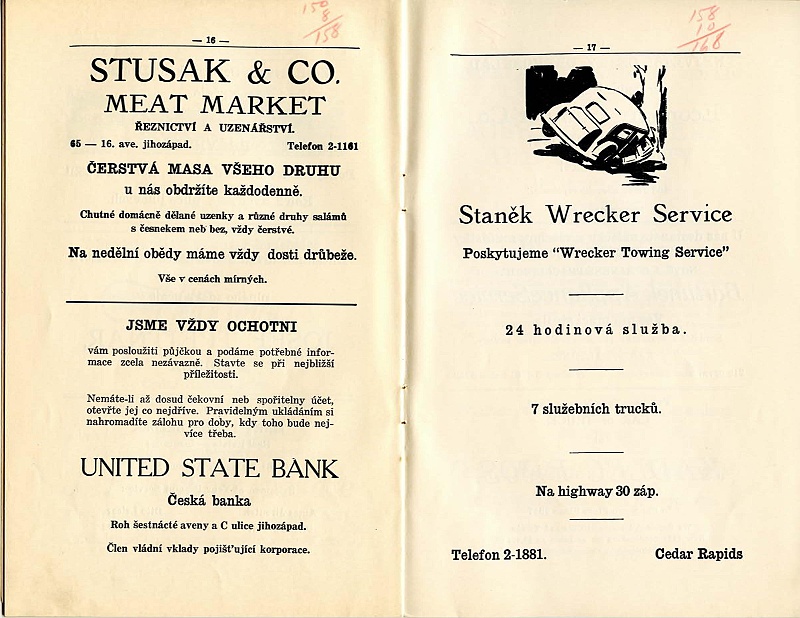 150
8
158
— 16 —
STUSAK & CO.
MEAT MARKET
ŘEZNICTVÍ A UZENÁŘSTVÍ.
65 — 16. ave. jihozápad. Telefon 2-1161
ČERSTVÁ MASA VŠEHO DRUHU
u nás obdržíte každodenně.
Chutné domácně dělané uzenky a různé druhy salámů
s česnekem neb bez, vždy čerstvé.
Na nedělní obědy máme vždy dosti drůbeže.
Vše v cenách mírných.
JSME VŽDY OCHOTNI
vám posloužiti půjčkou a podáme potřebné infor-
mace zcela nezávazně. Stavte se při nejbližší
příležitosti.
Nemáte-li až dosud čekovní neb spořitelny účet,
otevřte jej co nejdříve. Pravidelným ukládáním si
nahromadíte zálohu pro doby, kdy toho bude nej-
více třeba.
UNITED STATE BANK
Česká banka
Roh šestnácté aveny a C ulice jihozápad.
Člen vládní vklady pojišt'ující korporace.
158
10
168
— 17 —
Staněk Wrecker Service
Poskytujeme “Wrecker Towing Service”
24 hodinová služba.
7 služebních trucků.
Na highway 30 záp.
Telefon 2-1881. Cedar Rapids